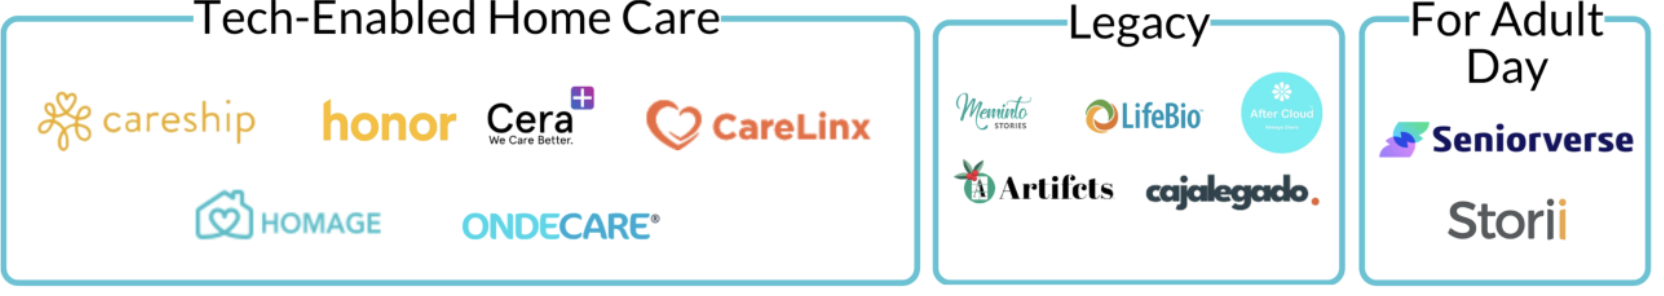 Tech-Enabled Home Care
careship
honor
Cera
We Care Better.
CareLinx
HOMAGE
ONDECARE®
Legacy
Meminto
STORIES
LifeBio
After Cloud
A
Artifcts
cajalegado.
For Adult
Day
Seniorverse
Storii